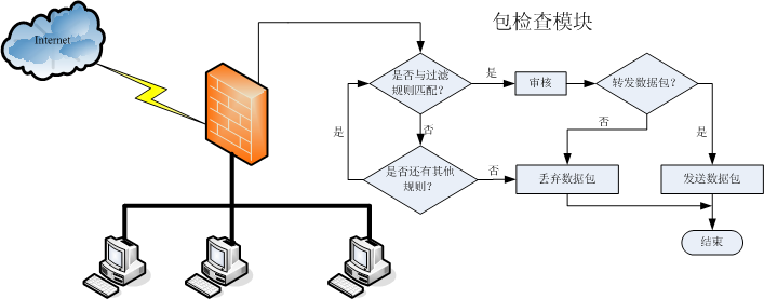 包检查模块
Internet
是否与过滤
规则匹配?
是
审核
转发数据包?
是
否
否
是
是否还有其他
规则?
否
丢弃数据包
发送数据包
结束